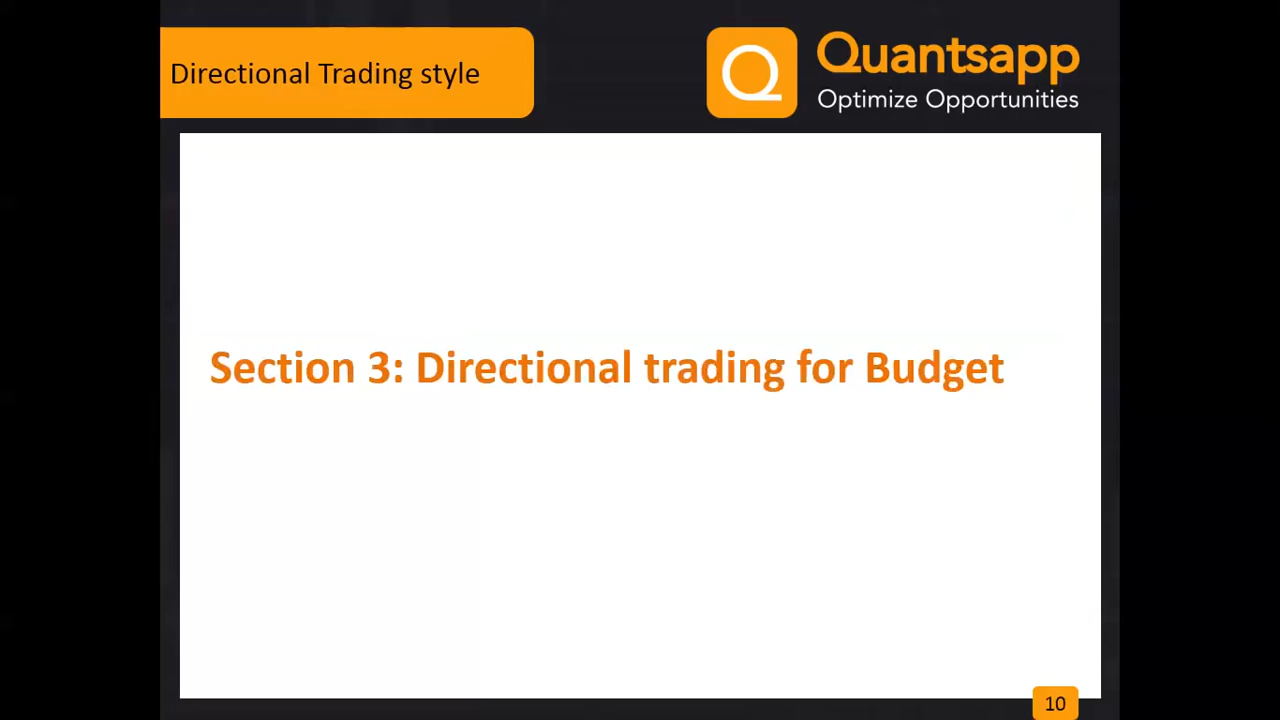 Directional Trading style
Q Quantsapp
Optimize Opportunities
Section 3: Directional trading for Budget
10